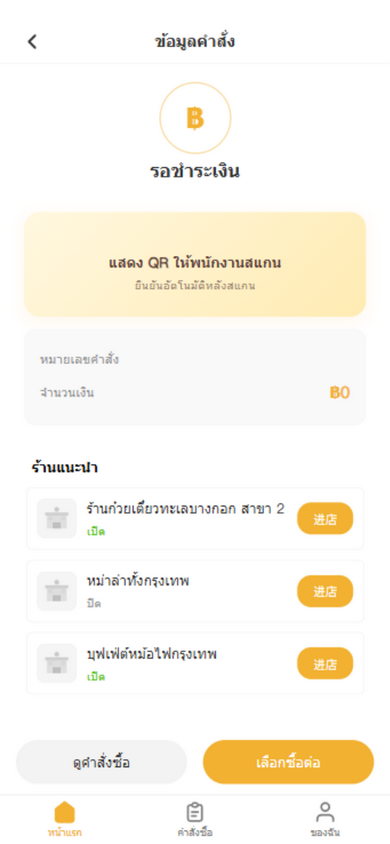 ข้อมูลคำสั่ง
฿
รอชำระเงิน
แสดง QR ให้พนักงานสแกน
ยืนยันอัตโนมัติหลังสแกน
หมายเลขคำสั่ง
จำนวนเงิน ฿0
ร้านแนะนำ
ร้านก๋วยเตี๋ยวทะเลบางกอก สาขา 2
เปิด
进店
หม่าล่าทั้งกรุงเทพ
ปิด
进店
บุฟเฟ่ต์หม้อไฟกรุงเทพ
เปิด
进店
ดูคำสั่งซื้อ เลือกซื้อต่อ
หน้าแรก คำสั่งซื้อ ของฉัน